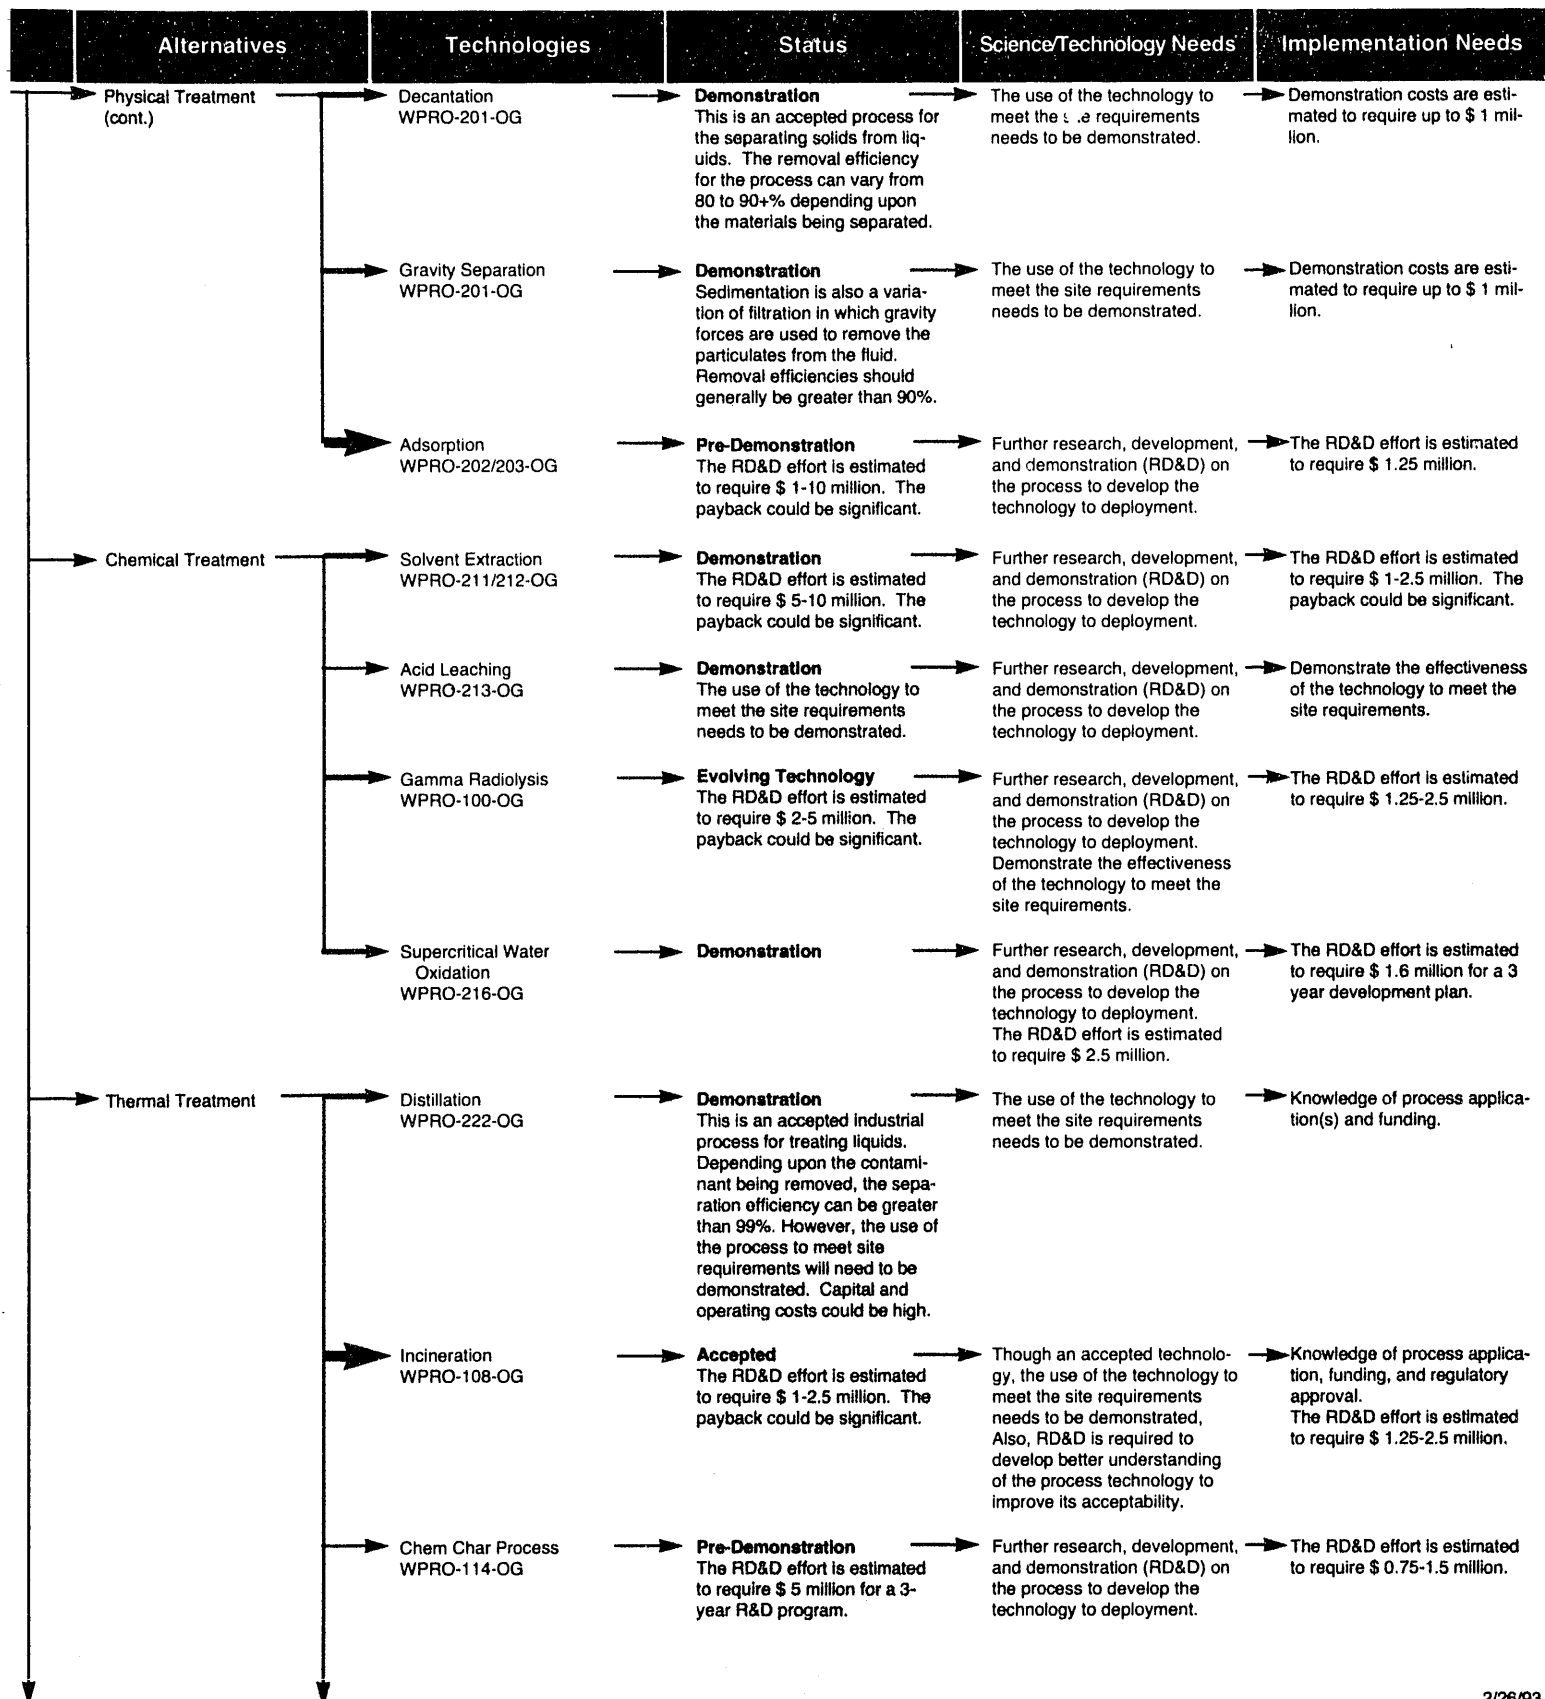 Alternatives
Technologies
Status
Science/Technology Needs
Implementation Needs
Physical Treatment
(cont.)
Decantation
WPRO-201-OG
Demonstration
This is an accepted process for
the separating solids from liq-
uids. The removal efficiency
for the process can vary from
80 to 90+% depending upon
the materials being separated.
The use of the technology to
meet the requirements
needs to be demonstrated.
Demonstration costs are esti-
mated to require up to $ 1 mil-
lion.
Gravity Separation
WPRO-201-OG
Demonstration
Sedimentation is also a varia-
tion of filtration in which gravity
forces are used to remove the
particulates from the fluid.
Removal efficiencies should
generally be greater than 90%.
The use of the technology to
meet the site requirements
needs to be demonstrated.
Demonstration costs are esti-
mated to require up to $ 1 mil-
lion.
Adsorption
WPRO-202/203-OG
Pre-Demonstration
The RD&D effort is estimated
to require $ 1-10 million. The
payback could be significant.
Further research, development,
and demonstration (RD&D) on
the process to develop the
technology to deployment.
The RD&D effort is estimated
to require $ 1.25 million.
Chemical Treatment
Solvent Extraction
WPRO-211/212-OG
Demonstration
The RD&D effort is estimated
to require $ 5-10 million. The
payback could be significant.
Further research, development,
and demonstration (RD&D) on
the process to develop the
technology to deployment.
The RD&D effort is estimated
to require $ 1-2.5 million. The
payback could be significant.
Acid Leaching
WPRO-213-OG
Demonstration
The use of the technology to
meet the site requirements
needs to be demonstrated.
Further research, development,
and demonstration (RD&D) on
the process to develop the
technology to deployment.
Demonstrate the effectiveness
of the technology to meet the
site requirements.
Gamma Radiolysis
WPRO-100-OG
Evolving Technology
The RD&D effort is estimated
to require $ 2-5 million. The
payback could be significant.
Further research, development,
and demonstration (RD&D) on
the process to develop the
technology to deployment.
Demonstrate the effectiveness
of the technology to meet the
site requirements.
The RD&D effort is estimated
to require $ 1.25-2.5 million.
Supercritical Water
Oxidation
WPRO-216-OG
Demonstration
Further research, development,
and demonstration (RD&D) on
the process to develop the
technology to deployment.
The RD&D effort is estimated
to require $ 2.5 million.
The RD&D effort is estimated
to require $ 1.6 million for a 3
year development plan.
Thermal Treatment
Distillation
WPRO-222-OG
Demonstration
This is an accepted industrial
process for treating liquids.
Depending upon the contami-
nant being removed, the sepa-
ration efficiency can be greater
than 99%. However, the use of
the process to meet site
requirements will need to be
demonstrated. Capital and
operating costs could be high.
The use of the technology to
meet the site requirements
needs to be demonstrated.
Knowledge of process applica-
tion(s) and funding.
Incineration
WPRO-108-OG
Accepted
The RD&D effort is estimated
to require $ 1-2.5 million. The
payback could be significant.
Though an accepted technolo-
gy, the use of the technology to
meet the site requirements
needs to be demonstrated,
Also, RD&D is required to
develop better understanding
of the process technology to
improve its acceptability.
Knowledge of process applica-
tion, funding, and regulatory
approval.
The RD&D effort is estimated
to require $ 1.25-2.5 million.
Chem Char Process
WPRO-114-OG
Pre-Demonstration
The RD&D effort is estimated
to require $ 5 million for a 3-
year R&D program.
Further research, development,
and demonstration (RD&D) on
the process to develop the
technology to deployment.
The RD&D effort is estimated
to require $ 0.75-1.5 million.
2/26/93